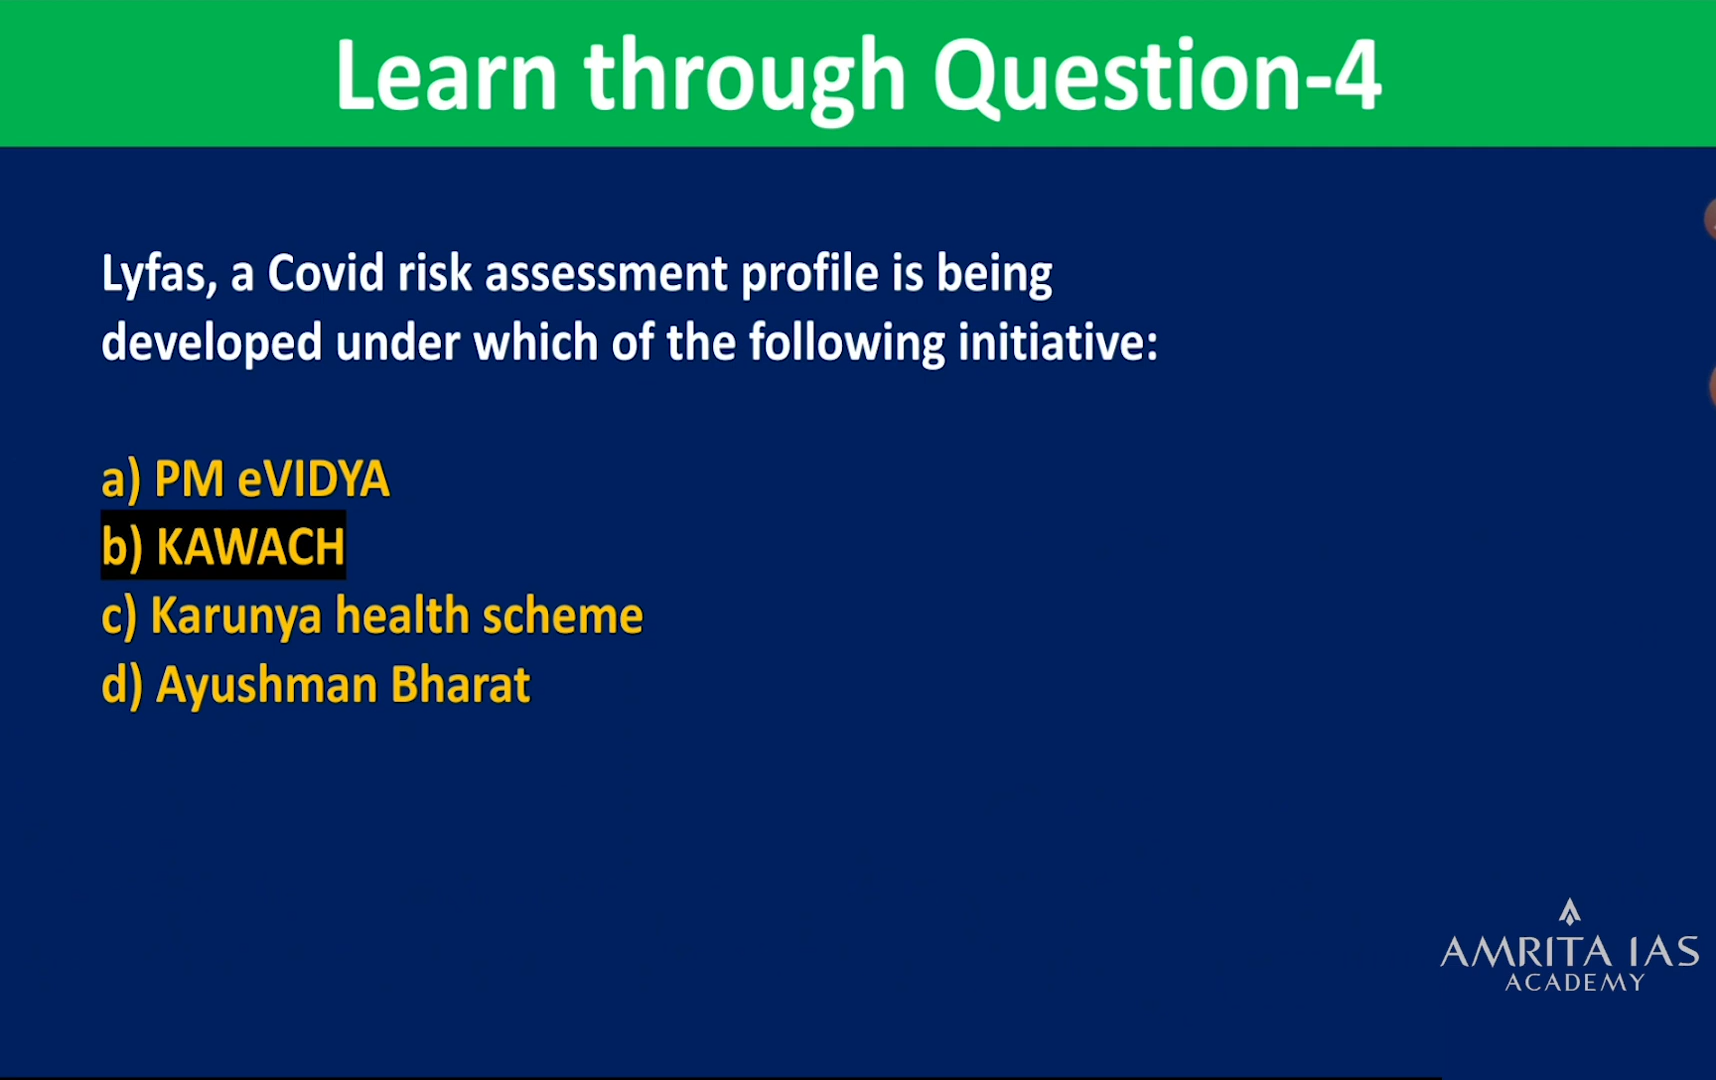 Learn through Question-4
Lyfas, a Covid risk assessment profile is being
developed under which of the following initiative:
a) PM eVIDYA
b) KAWACH
c) Karunya health scheme
d) Ayushman Bharat
AMRITA IAS
ACADEMY